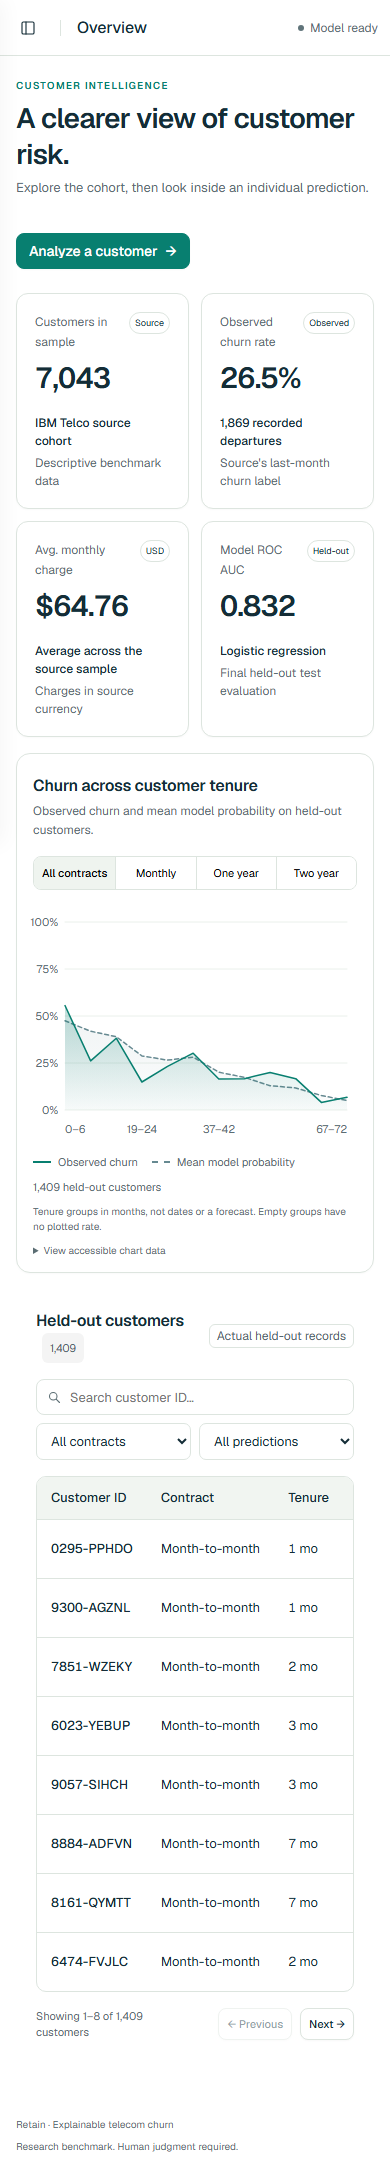 Overview
Model ready
CUSTOMER INTELLIGENCE
A clearer view of customer
risk.
Explore the cohort, then look inside an individual prediction.
Analyze a customer →
Customers in
sample
Source
7,043
IBM Telco source
cohort
Descriptive benchmark
data
Observed
churn rate
Observed
26.5%
1,869 recorded
departures
Source's last-month
churn label
Avg. monthly
charge
USD
$64.76
Average across the
source sample
Charges in source
currency
Model ROC
AUC
Held-out
0.832
Logistic regression
Final held-out test
evaluation
Churn across customer tenure
Observed churn and mean model probability on held-out
customers.
All contracts
Monthly
One year
Two year
100%
75%
50%
25%
0%
0–6
19–24
37–42
67–72
Observed churn
Mean model probability
1,409 held-out customers
Tenure groups in months, not dates or a forecast. Empty groups have
no plotted rate.
View accessible chart data
Held-out customers
1,409
Actual held-out records
Search customer ID...
All contracts
All predictions
Customer ID Contract Tenure
0295-PPHDO Month-to-month 1 mo
9300-AGZNL Month-to-month 1 mo
7851-WZEKY Month-to-month 2 mo
6023-YEBUP Month-to-month 3 mo
9057-SIHCH Month-to-month 3 mo
8884-ADFVN Month-to-month 7 mo
8161-QYMTT Month-to-month 7 mo
6474-FVJLC Month-to-month 2 mo
Showing 1–8 of 1,409
customers
← Previous
Next →
Retain · Explainable telecom churn
Research benchmark. Human judgment required.